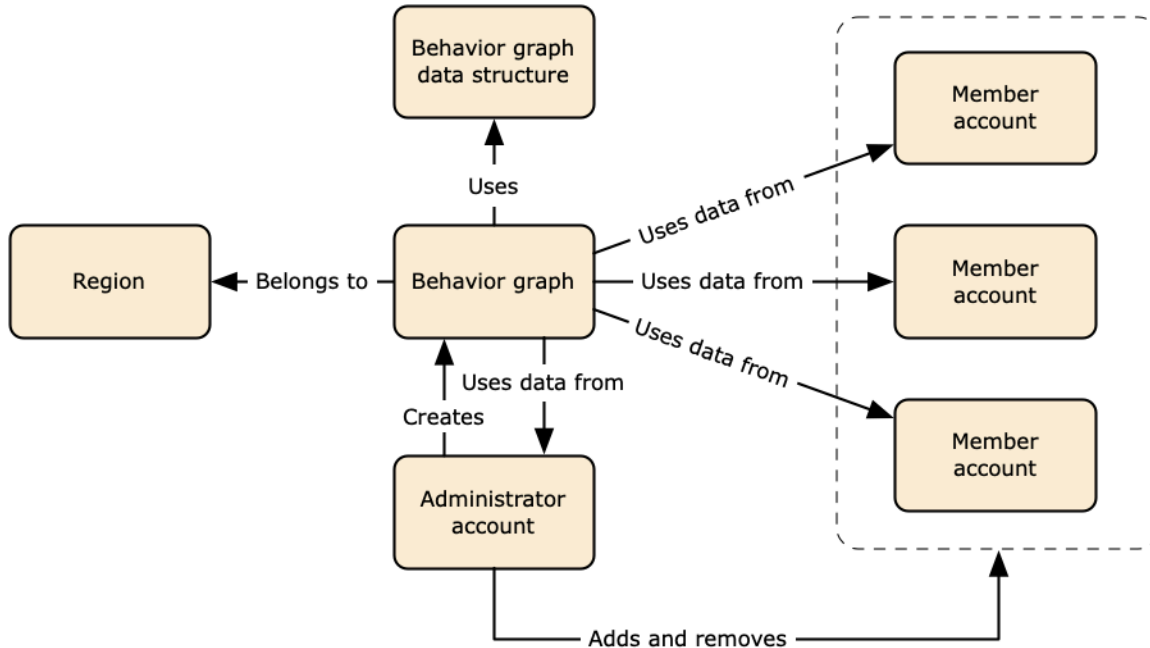 Behavior graph
data structure
Member
account
Uses
Uses data from
Region
Belongs to
Behavior graph
Uses data from
Member
account
Uses data from
Uses data from
Creates
Member
account
Administrator
account
Adds and removes